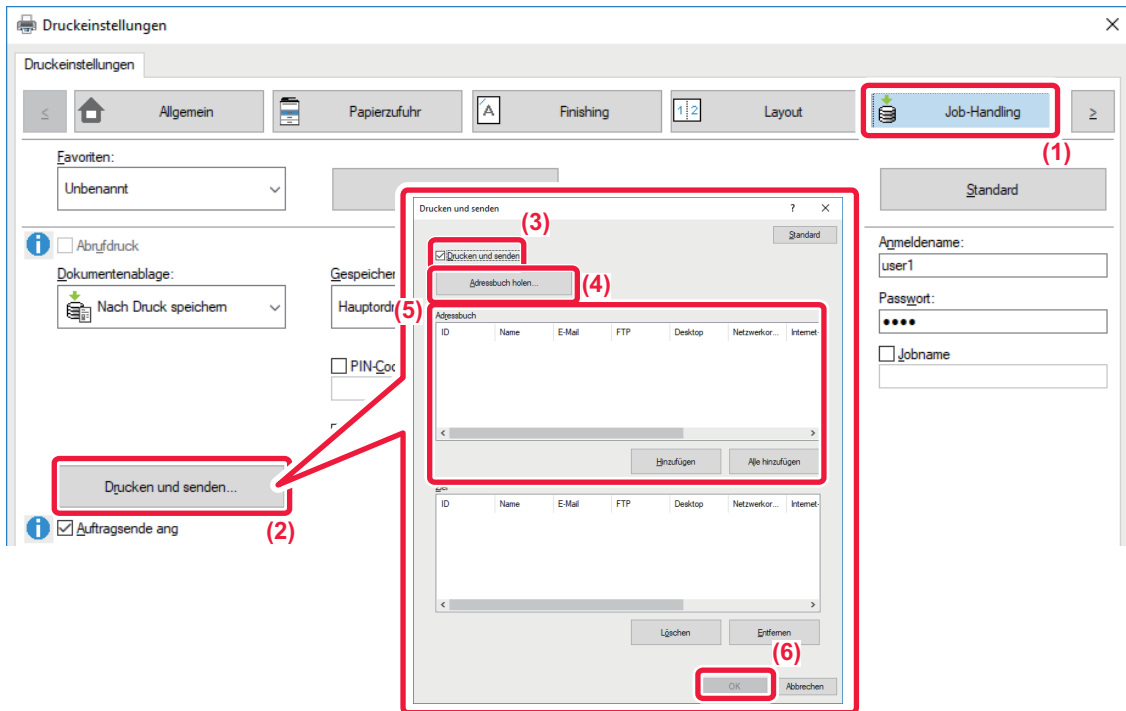 Druckeinstellungen
Druckeinstellungen
≤ Allgemein Papierzufuhr A Finishing 1 2 Layout Job-Handling ≥
(1)
Favoriten:
Unbenannt
Standard
Abrufdruck
Dokumentenablage:
Nach Druck speichern
Gespeicher
Hauptordn
PIN-Coc
Drucken und senden...
(2)
Auftragsende ang
Drucken und senden ?
(3)
Standard
Drucken und senden
Adressbuch holen...
(4)
(5)
Adressbuch
ID Name E-Mail FTP Desktop Netzwerkor... Internet-
< >
Hinzufügen Alle hinzufügen
ID Name E-Mail FTP Desktop Netzwerkor... Internet-
< >
Löschen Entfernen
(6)
OK Abbrechen
Anmeldename:
user1
Passwort:
●●●●
Jobname